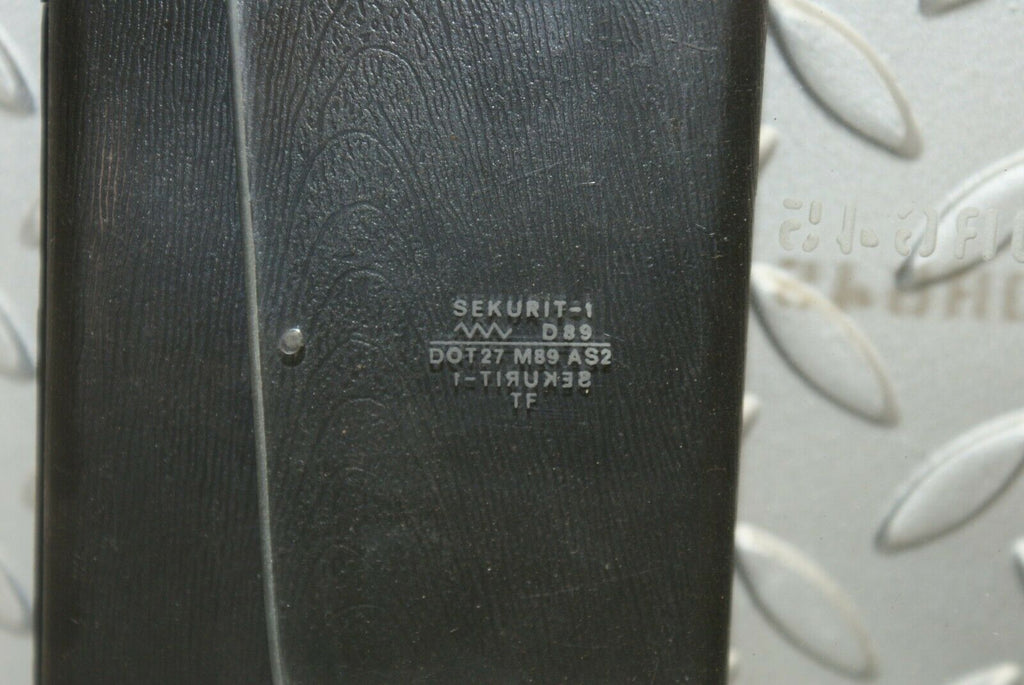 SEKURIT-1
D89
DOT27 M89 AS2
SEKURIT-1
TF